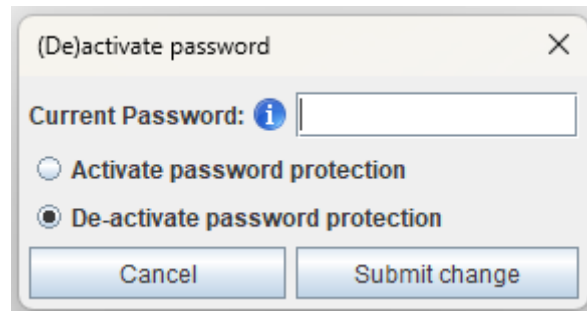 (De)activate password
Current Password:
Activate password protection
De-activate password protection
Cancel Submit change